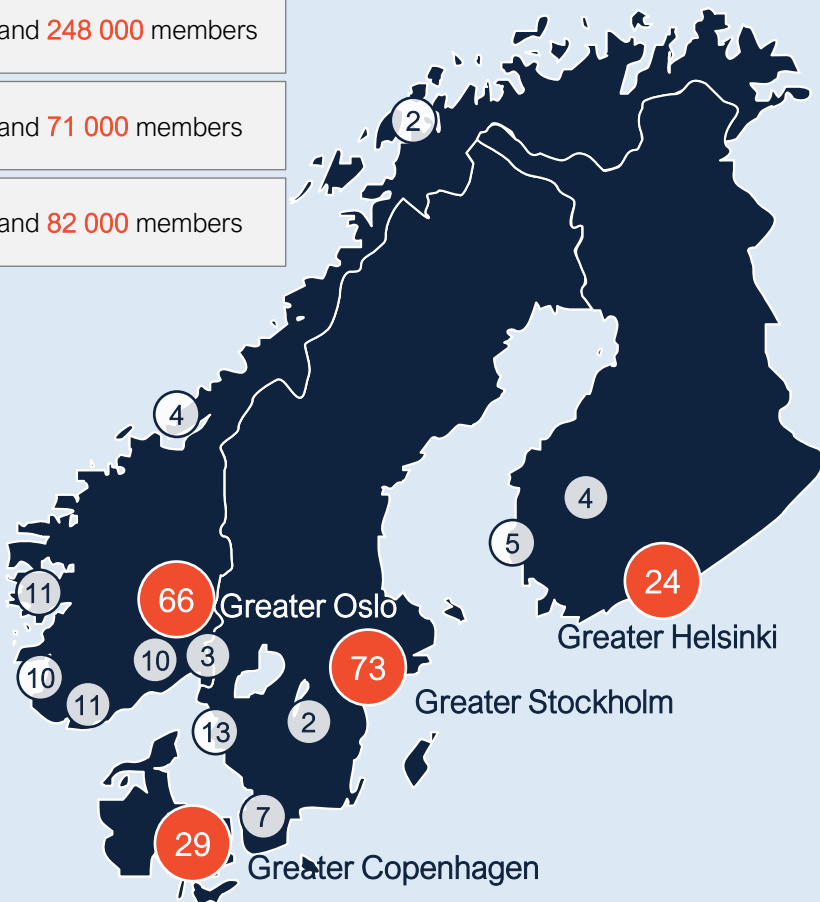 and 248 000 members
and 71 000 members
and 82 000 members
2
4
4
5
11
66
Greater Oslo
24
Greater Helsinki
10
3
73
10
11
Greater Stockholm
13
2
7
29
Greater Copenhagen